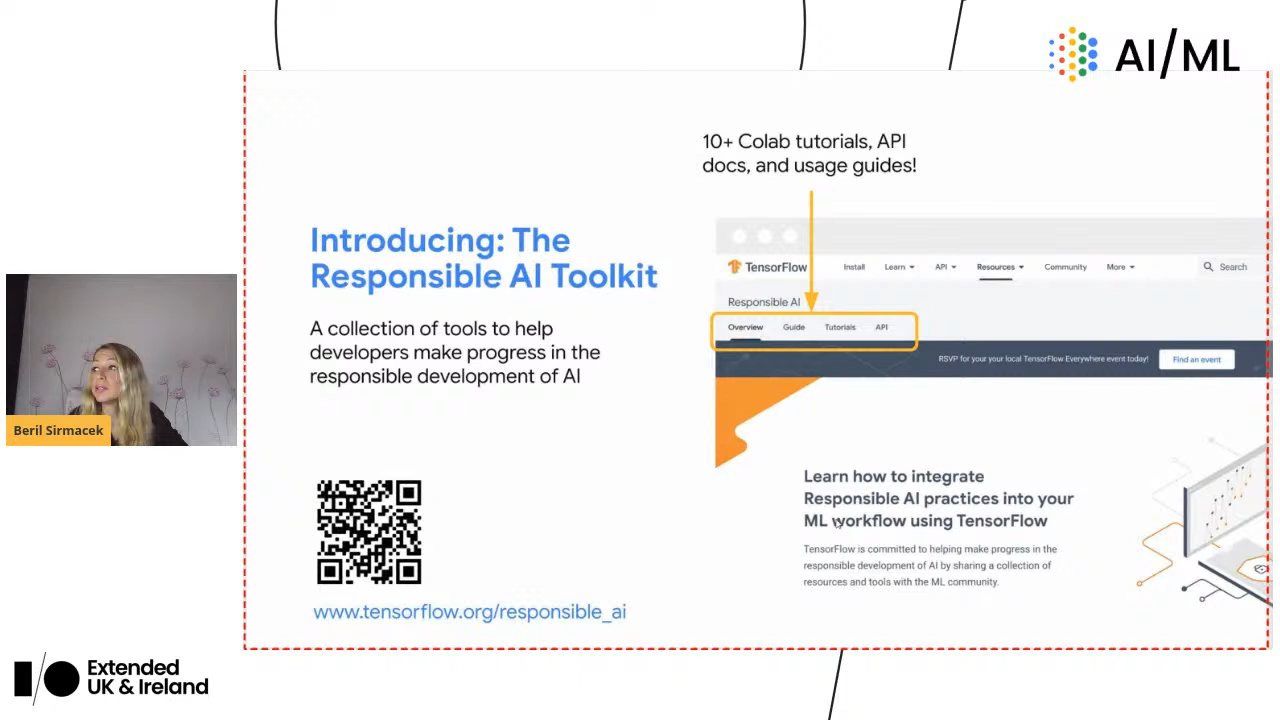 AI/ML
10+ Colab tutorials, API
docs, and usage guides!
Introducing: The
Responsible AI Toolkit
A collection of tools to help
developers make progress in the
responsible development of AI
www.tensorflow.org/responsible_ai
TensorFlow Install Learn API Resources Community More Search
Responsible AI
Overview Guide Tutorials API
RSVP for your your local TensorFlow Everywhere event today! Find an event
Learn how to integrate
Responsible AI practices into your
ML workflow using TensorFlow
TensorFlow is committed to helping make progress in the
responsible development of AI by sharing a collection of
resources and tools with the ML community.
Beril Sirmacek
I/O Extended
UK & Ireland